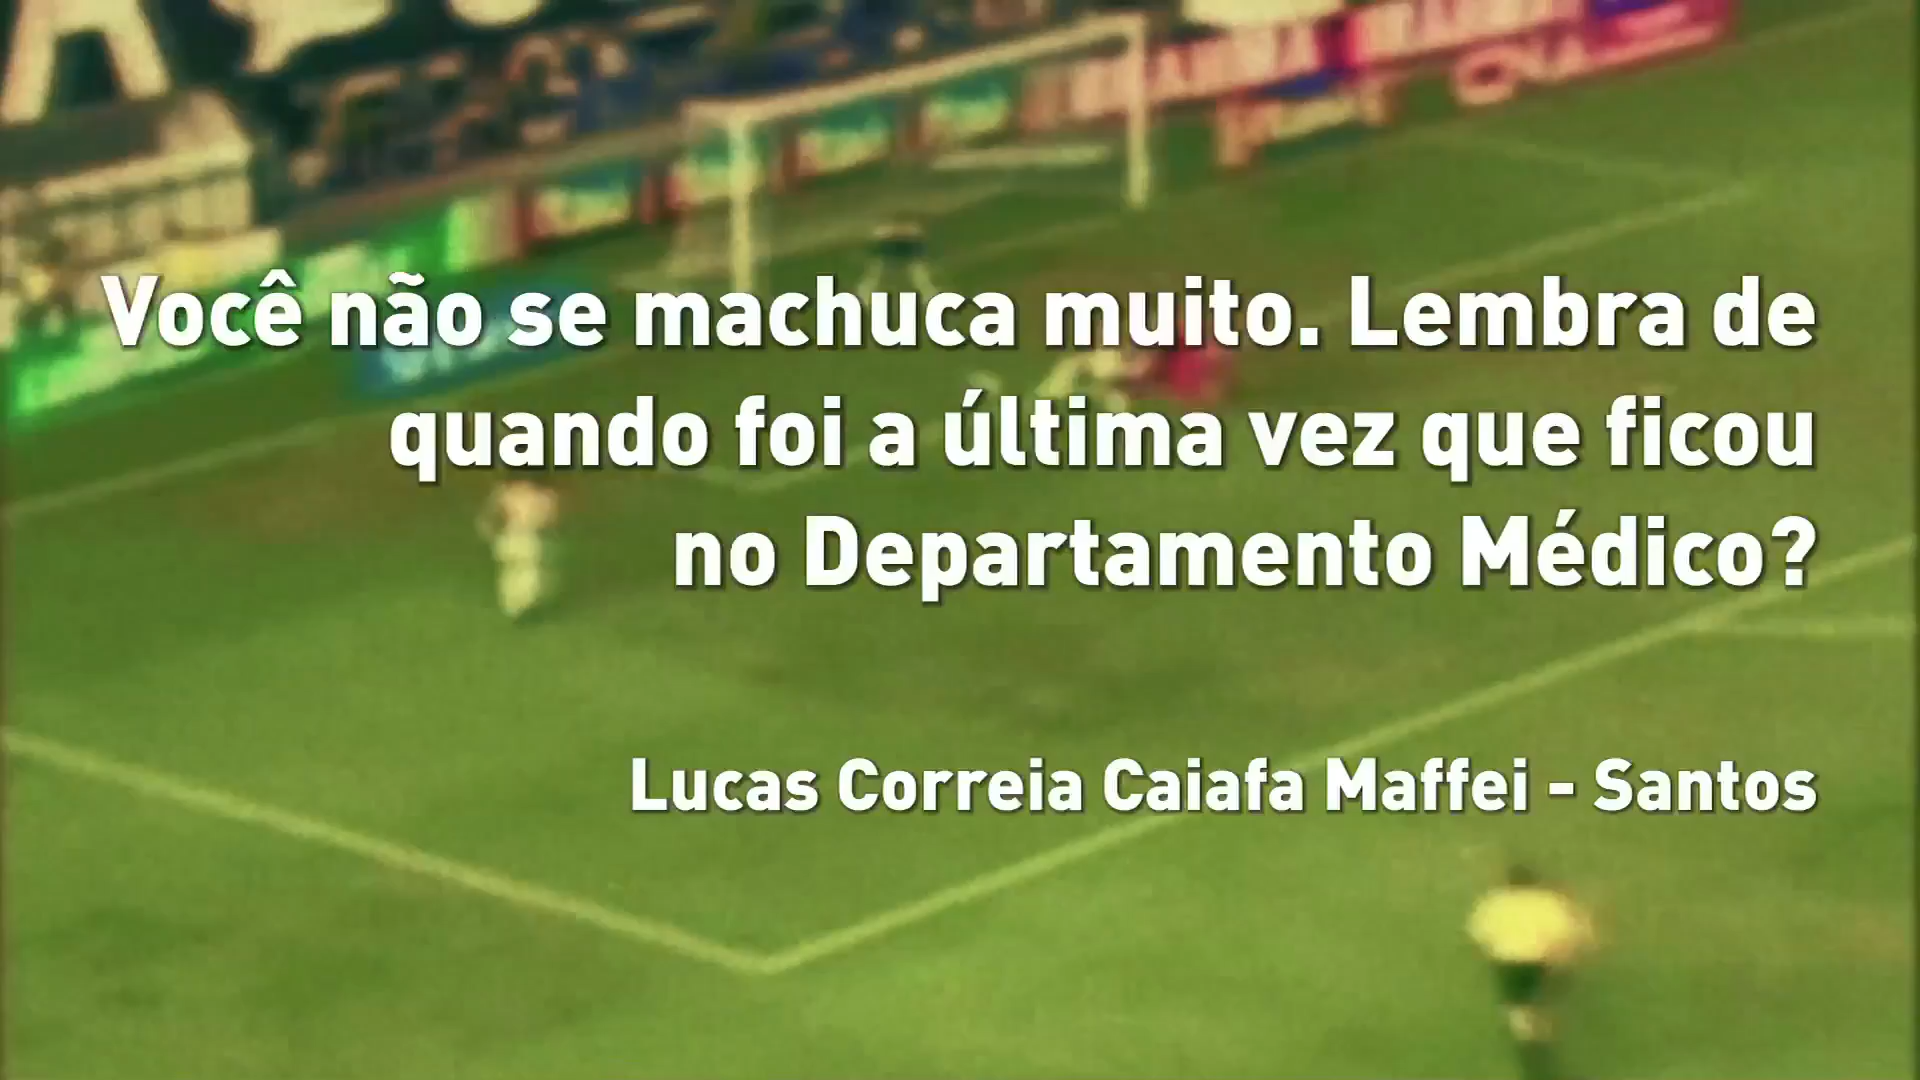 Você não se machuca muito. Lembra de
quando foi a última vez que ficou
no Departamento Médico?
Lucas Correia Caiafa Maffei - Santos